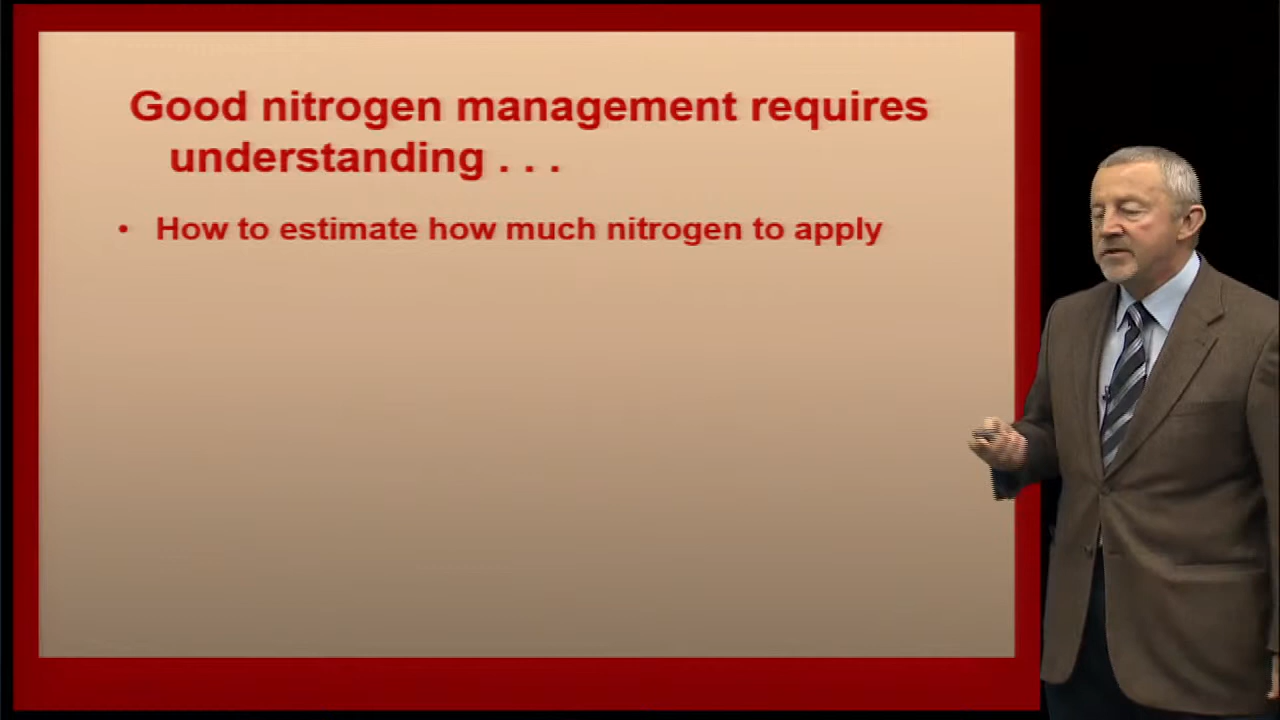 Good nitrogen management requires
understanding . . .
• How to estimate how much nitrogen to apply